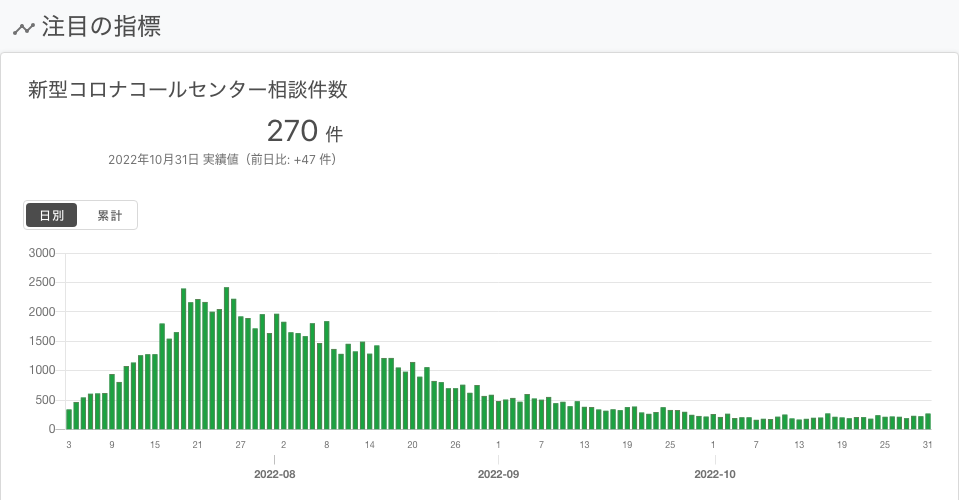 注目の指標
新型コロナコールセンター相談件数
270 件
2022年10月31日 実績値（前日比: +47 件）
日別 累計
3000
2500
2000
1500
1000
500
0
3 9 15 21 27 2 8 14 20 26 1 7 13 19 25 1 7 13 19 25 31
2022-08 2022-09 2022-10